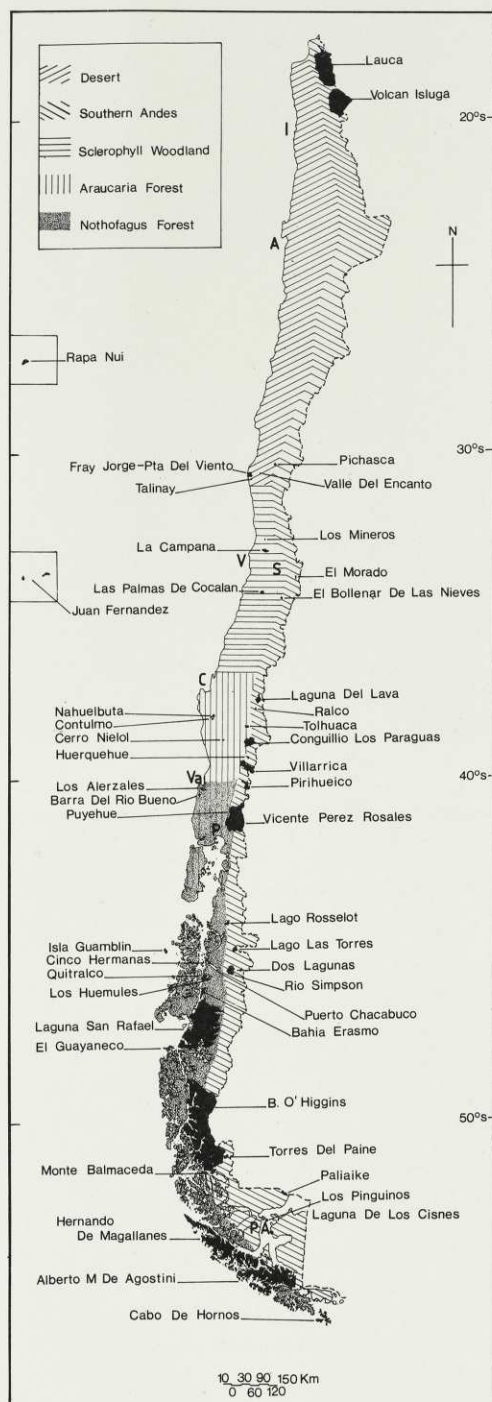 Desert
Southern Andes
Sclerophyll Woodland
Araucaria Forest
Nothofagus Forest
Lauca
Volcan Isluga
I
20°s
A
N
Rapa Nui
30°s
Fray Jorge-Pta Del Viento
Pichasca
Talinay
Valle Del Encanto
Los Mineros
La Campana
V
S
El Morado
Las Palmas De Cocalan
El Bollenar De Las Nieves
Juan Fernandez
C
Laguna Del Lava
Nahuelbuta
Ralco
Contulmo
Tolhuaca
Cerro Nielol
Conguillio Los Paraguas
Huerquehue
Villarrica
Va
40°s
Los Alerzales
Pirihueico
Barra Del Rio Bueno
Puyehue
Vicente Perez Rosales
P
Lago Rosselot
Isla Guamblin
Lago Las Torres
Cinco Hermanas
Dos Lagunas
Quitralco
Rio Simpson
Los Huemules
Puerto Chacabuco
Laguna San Rafael
Bahia Erasmo
El Guayaneco
B. O'Higgins
50°s
Torres Del Paine
Monte Balmaceda
Paliaike
Los Pinguinos
Hernando
De Magallanes
P.A.
Laguna De Los Cisnes
Alberto M De Agostini
Cabo De Hornos
10 30 90 150 Km
0 60 120